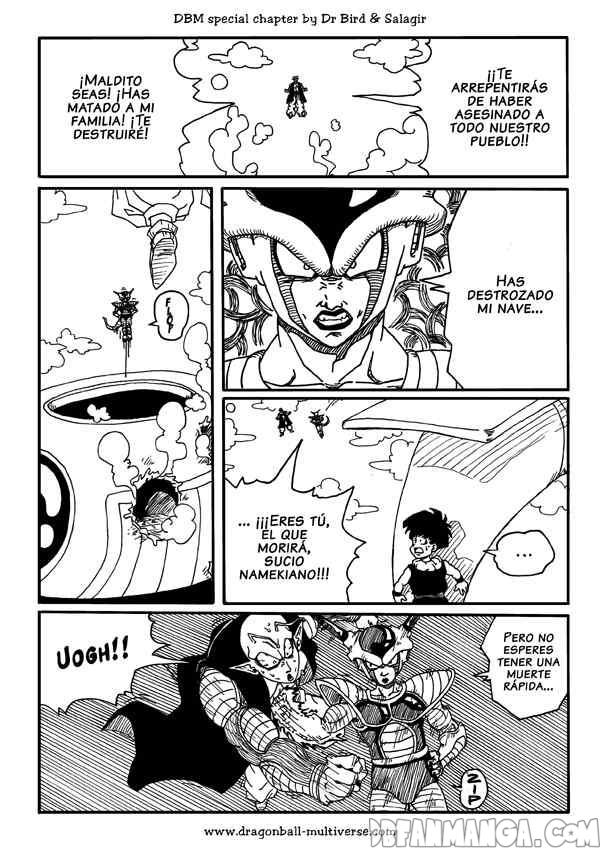 DBM special chapter by Dr Bird & Salagir
¡Maldito
seas! ¡Has
matado a mi
familia! ¡Te
destruiré!
¡¡Te
arrepentirás
de haber
asesinado a
todo nuestro
pueblo!!
FLAP
Has
destrozado
mi nave...
... ¡¡¡Eres tú,
el que
morirá,
sucio
namekiano!!!
...
Uogh!!
Pero no
esperes
tener una
muerte
rápida...
ZIP
www.dragonball-multiverse.com
DBFANMANGA.COM